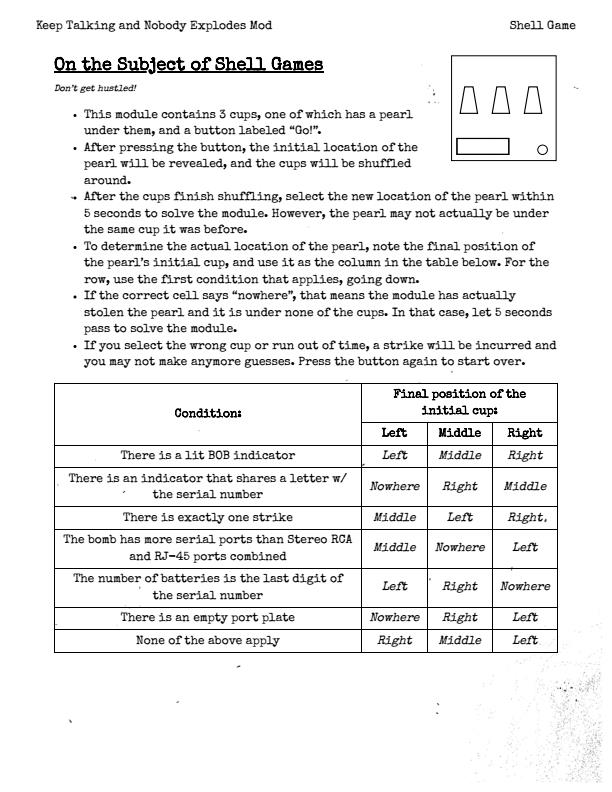 Keep Talking and Nobody Explodes Mod Shell Game
On the Subject of Shell Games
Don't get hustled!
• This module contains 3 cups, one of which has a pearl
under them, and a button labeled “Go!”.
• After pressing the button, the initial location of the
pearl will be revealed, and the cups will be shuffled
around.
• After the cups finish shuffling, select the new location of the pearl within
5 seconds to solve the module. However, the pearl may not actually be under
the same cup it was before.
• To determine the actual location of the pearl, note the final position of
the pearl's initial cup, and use it as the column in the table below. For the
row, use the first condition that applies, going down.
• If the correct cell says “nowhere”, that means the module has actually
stolen the pearl and it is under none of the cups. In that case, let 5 seconds
pass to solve the module.
• If you select the wrong cup or run out of time, a strike will be incurred and
you may not make anymore guesses. Press the button again to start over.
Condition:
Final position of the
initial cup:
Left Middle Right
There is a lit BOB indicator Left Middle Right
There is an indicator that shares a letter w/
the serial number Nowhere Right Middle
There is exactly one strike Middle Left Right
The bomb has more serial ports than Stereo RCA
and RJ-45 ports combined Middle Nowhere Left
The number of batteries is the last digit of
the serial number Left Right Nowhere
There is an empty port plate Nowhere Right Left
None of the above apply Right Middle Left